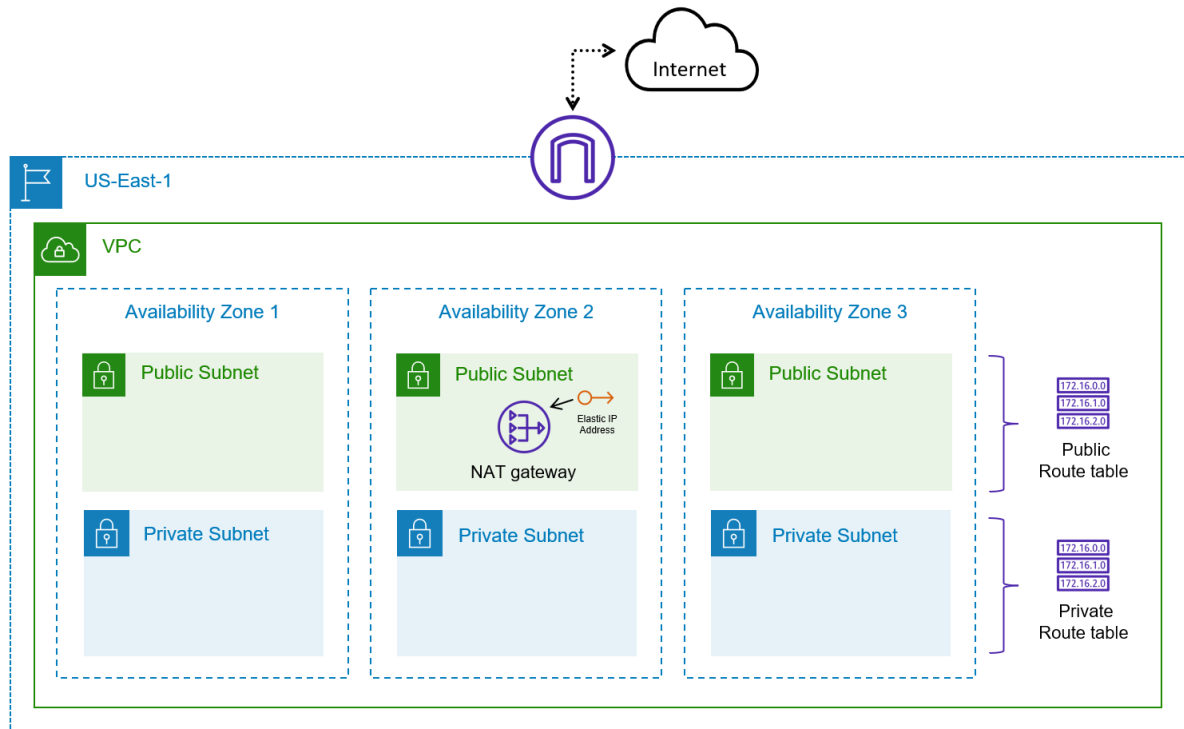 Internet
US-East-1
VPC
Availability Zone 1
Availability Zone 2
Availability Zone 3
Public Subnet
Public Subnet
Public Subnet
Elastic IP
Address
NAT gateway
172.16.0.0
172.16.1.0
172.16.2.0
Public
Route table
Private Subnet
Private Subnet
Private Subnet
172.16.0.0
172.16.1.0
172.16.2.0
Private
Route table